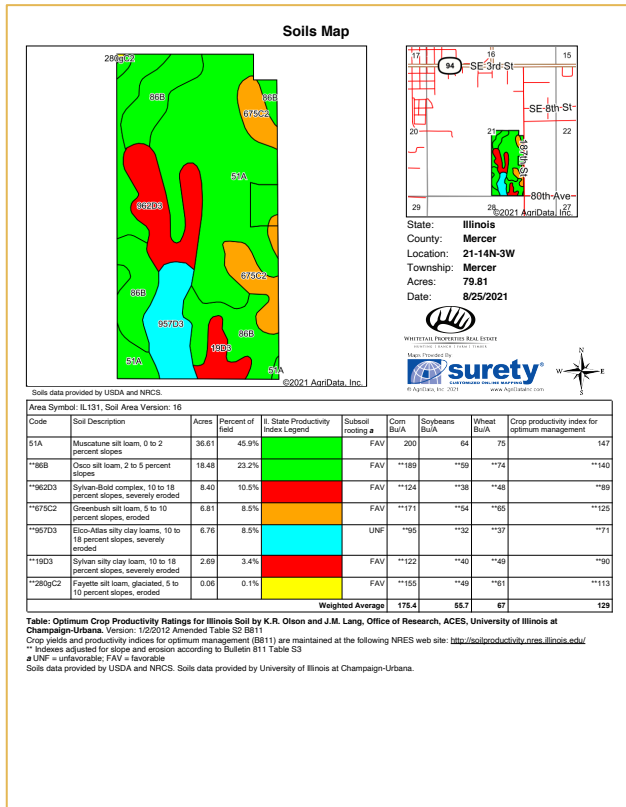 Soils Map
280gC2
86B
86B
675C2
51A
962D3
675C2
86B
957D3
86B
19D3
51A
51A
©2021 AgriData, Inc.
17
16
15
94
SE 3rd St
SE 8th St
20
21
22
187th St
80th Ave
29
28
27
©2021 AgriData, Inc.
State: Illinois
County: Mercer
Location: 21-14N-3W
Township: Mercer
Acres: 79.81
Date: 8/25/2021
WHITETAIL PROPERTIES REAL ESTATE
HUNTING | RANCH | FARM | TIMBER
Maps Provided By
surety®
CUSTOMIZED ONLINE MAPPING
© AgriData, Inc. 2021 www.AgriDataInc.com
N
W E
S
Soils data provided by USDA and NRCS.
Area Symbol: IL131, Soil Area Version: 16
Code Soil Description Acres Percent of field Il. State Productivity Index Legend Subsoil rooting a Corn Bu/A Soybeans Bu/A Wheat Bu/A Crop productivity index for optimum management
51A Muscatune silt loam, 0 to 2 percent slopes 36.61 45.9% FAV 200 64 75 147
**86B Osco silt loam, 2 to 5 percent slopes 18.48 23.2% FAV **189 **59 **74 **140
**962D3 Sylvan-Bold complex, 10 to 18 percent slopes, severely eroded 8.40 10.5% FAV **124 **38 **48 **89
**675C2 Greenbush silt loam, 5 to 10 percent slopes, eroded 6.81 8.5% FAV **171 **54 **65 **125
**957D3 Elco-Atlas silty clay loams, 10 to 18 percent slopes, severely eroded 6.76 8.5% UNF **95 **32 **37 **71
**19D3 Sylvan silty clay loam, 10 to 18 percent slopes, severely eroded 2.69 3.4% FAV **122 **40 **49 **90
**280gC2 Fayette silt loam, glaciated, 5 to 10 percent slopes, eroded 0.06 0.1% FAV **155 **49 **61 **113
Weighted Average 175.4 55.7 67 129
Table: Optimum Crop Productivity Ratings for Illinois Soil by K.R. Olson and J.M. Lang, Office of Research, ACES, University of Illinois at
Champaign-Urbana. Version: 1/2/2012 Amended Table S2 B811
Crop yields and productivity indices for optimum management (B811) are maintained at the following NRES web site: http://soilproductivity.nres.illinois.edu/
** Indexes adjusted for slope and erosion according to Bulletin 811 Table S3
a UNF = unfavorable; FAV = favorable
Soils data provided by USDA and NRCS. Soils data provided by University of Illinois at Champaign-Urbana.